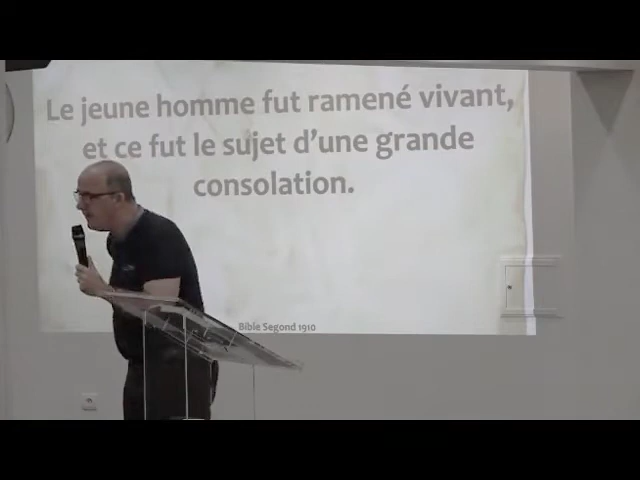 Le jeune homme fut ramené vivant,
et ce fut le sujet d’une grande
consolation.
Bible Segond 1910